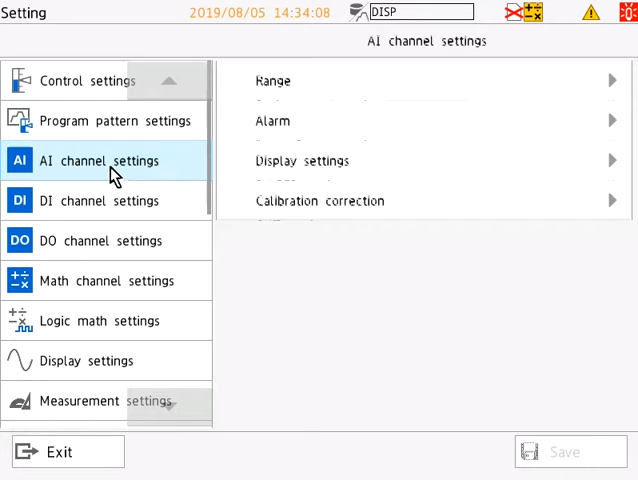 Setting 2019/08/05 14:34:08 DISP
AI channel settings
Control settings
Program pattern settings
AI AI channel settings
DI DI channel settings
DO DO channel settings
Math channel settings
Logic math settings
Display settings
Measurement settings
Range
Alarm
Display settings
Calibration correction
Exit
Save